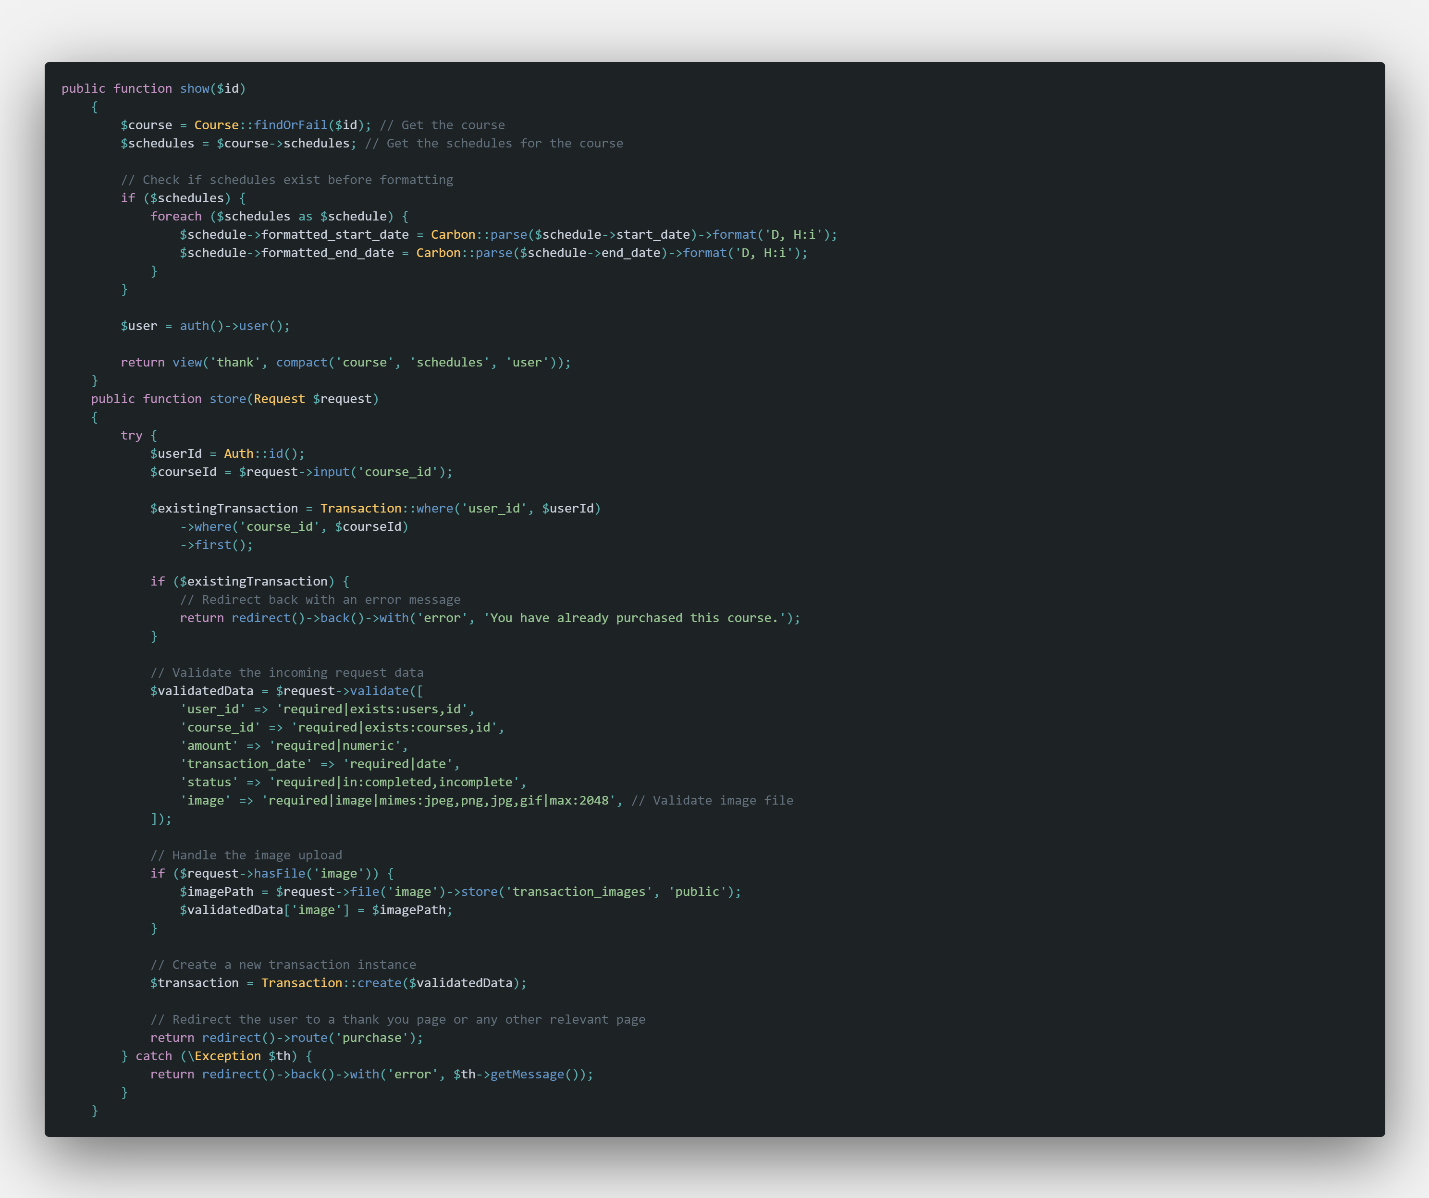 public function show($id)
    {
        $course = Course::findOrFail($id); // Get the course
        $schedules = $course->schedules; // Get the schedules for the course

        // Check if schedules exist before formatting
        if ($schedules) {
            foreach ($schedules as $schedule) {
                $schedule->formatted_start_date = Carbon::parse($schedule->start_date)->format('D, H:i');
                $schedule->formatted_end_date = Carbon::parse($schedule->end_date)->format('D, H:i');
            }
        }

        $user = auth()->user();

        return view('thank', compact('course', 'schedules', 'user'));
    }
    public function store(Request $request)
    {
        try {
            $userId = Auth::id();
            $courseId = $request->input('course_id');

            $existingTransaction = Transaction::where('user_id', $userId)
                ->where('course_id', $courseId)
                ->first();

            if ($existingTransaction) {
                // Redirect back with an error message
                return redirect()->back()->with('error', 'You have already purchased this course.');
            }

            // Validate the incoming request data
            $validatedData = $request->validate([
                'user_id' => 'required|exists:users,id',
                'course_id' => 'required|exists:courses,id',
                'amount' => 'required|numeric',
                'transaction_date' => 'required|date',
                'status' => 'required|in:completed,incomplete',
                'image' => 'required|image|mimes:jpeg,png,jpg,gif|max:2048', // Validate image file
            ]);

            // Handle the image upload
            if ($request->hasFile('image')) {
                $imagePath = $request->file('image')->store('transaction_images', 'public');
                $validatedData['image'] = $imagePath;
            }

            // Create a new transaction instance
            $transaction = Transaction::create($validatedData);

            // Redirect the user to a thank you page or any other relevant page
            return redirect()->route('purchase');
        } catch (\Exception $th) {
            return redirect()->back()->with('error', $th->getMessage());
        }
    }